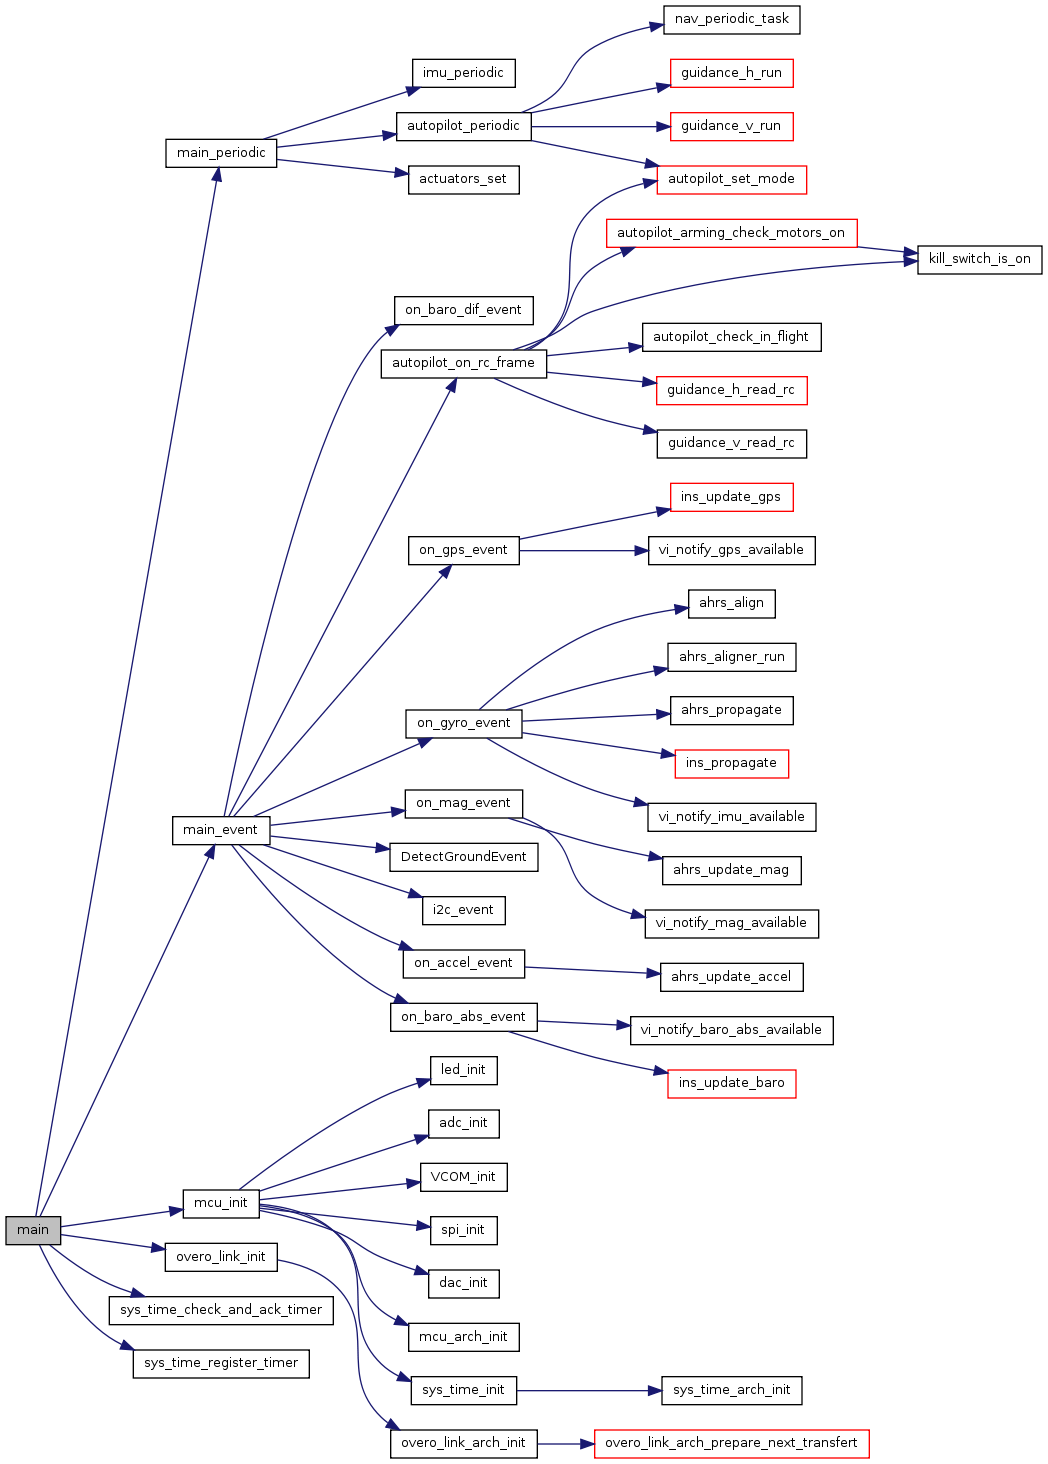 nav_periodic_task
imu_periodic
guidance_h_run
autopilot_periodic
guidance_v_run
main_periodic
actuators_set
autopilot_set_mode
autopilot_arming_check_motors_on
kill_switch_is_on
on_baro_dif_event
autopilot_check_in_flight
autopilot_on_rc_frame
guidance_h_read_rc
guidance_v_read_rc
ins_update_gps
on_gps_event
vi_notify_gps_available
ahrs_align
ahrs_aligner_run
ahrs_propagate
on_gyro_event
ins_propagate
on_mag_event
vi_notify_imu_available
main_event
DetectGroundEvent
ahrs_update_mag
i2c_event
vi_notify_mag_available
on_accel_event
ahrs_update_accel
on_baro_abs_event
vi_notify_baro_abs_available
led_init
ins_update_baro
adc_init
VCOM_init
mcu_init
main
spi_init
overo_link_init
dac_init
sys_time_check_and_ack_timer
mcu_arch_init
sys_time_register_timer
sys_time_init
sys_time_arch_init
overo_link_arch_init
overo_link_arch_prepare_next_transfert